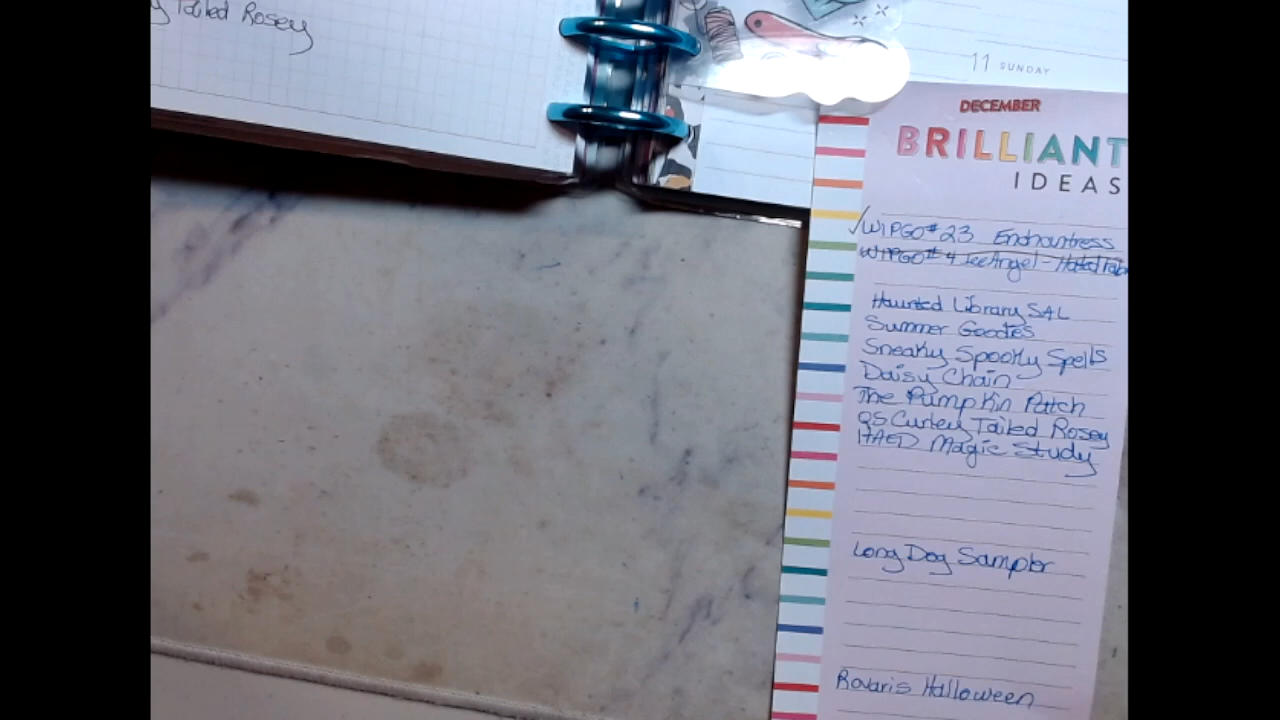 Tailed Rosey
11 SUNDAY
DECEMBER
BRILLIANT
IDEAS
✓WIPGO#23 Enchantress
WIPGO#4 Ice Angel - Hated Fab
Haunted Library SAL
Summer Goodies
Sneaky Spooky Spells
Daisy Chain
The Pumpkin Patch
QS Curley Tailed Rosey
HAED Magic Study
Long Dog Sampler
Rovaris Halloween